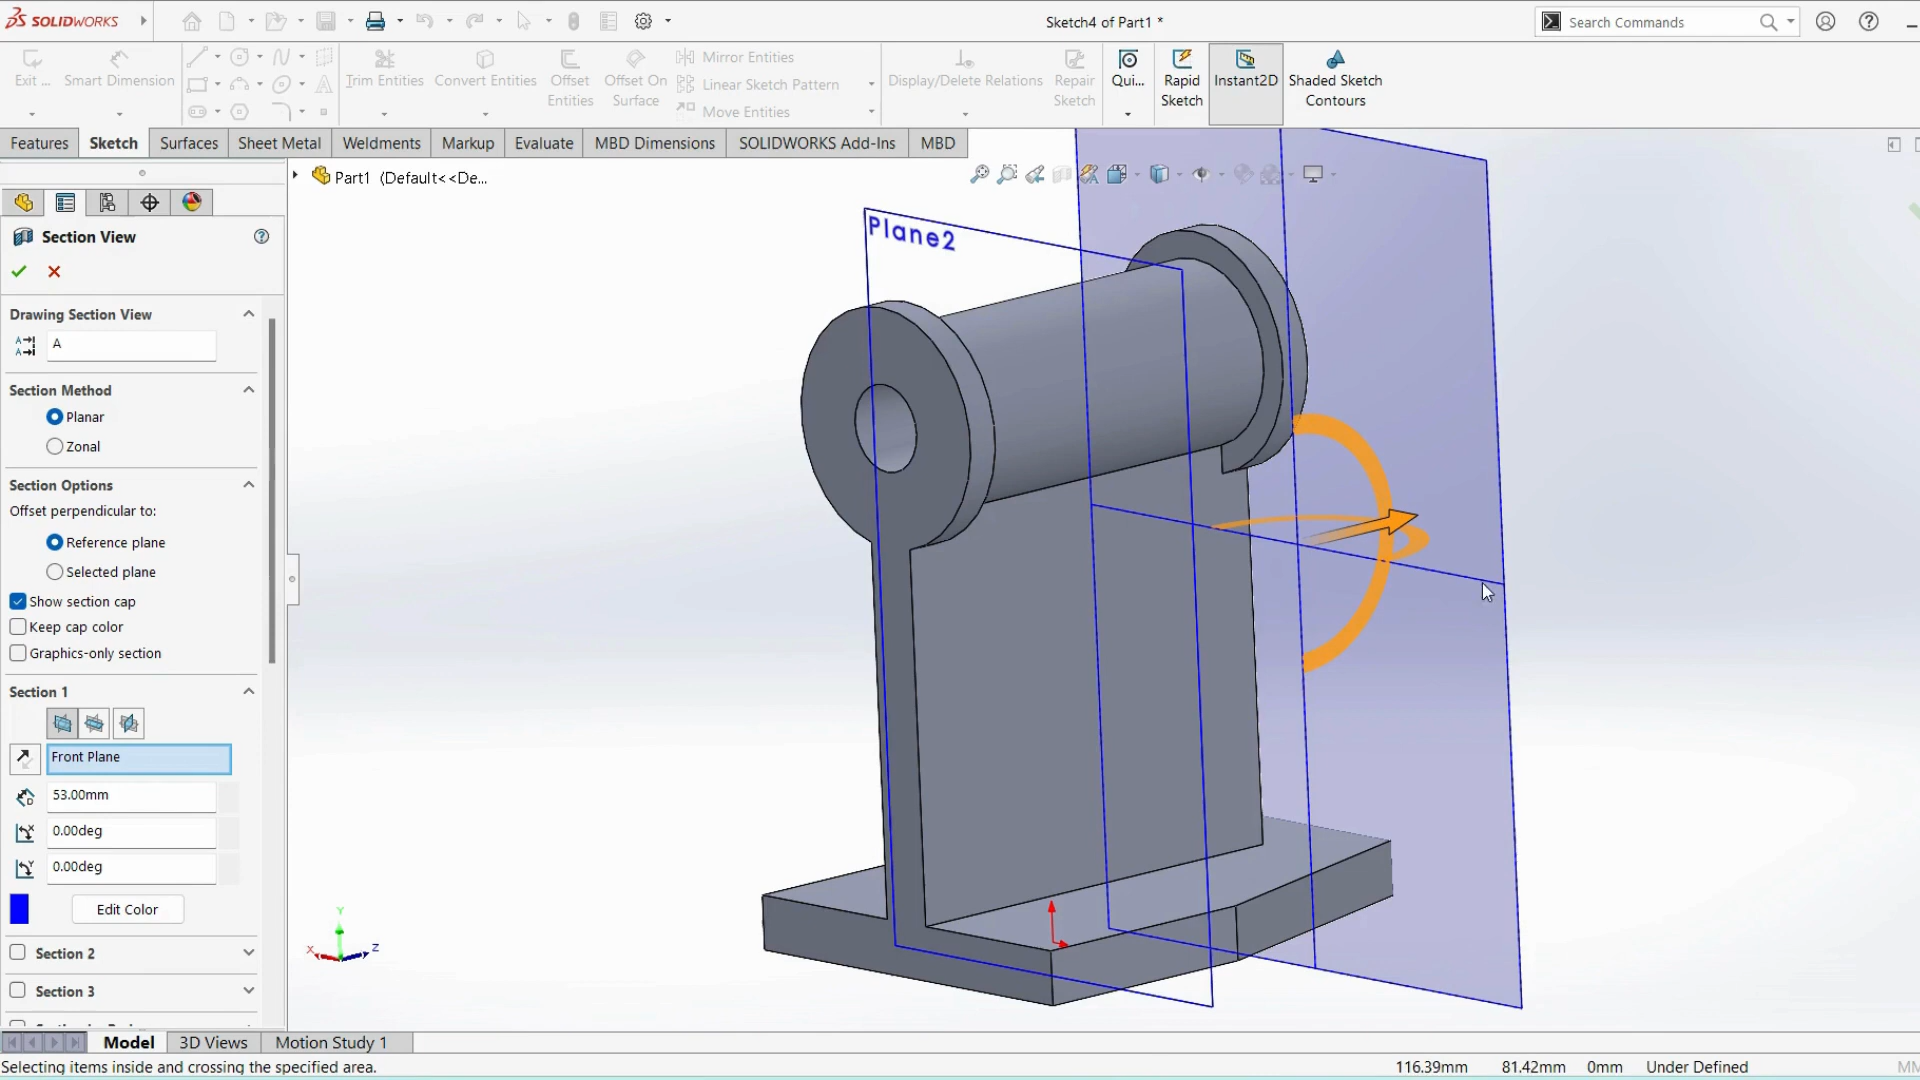 SOLIDWORKS
Sketch4 of Part1 *
Search Commands
Exit ...
Smart Dimension
Trim Entities
Convert Entities
Offset Entities
Offset On Surface
Mirror Entities
Linear Sketch Pattern
Move Entities
Display/Delete Relations
Repair Sketch
Qui...
Rapid Sketch
Instant2D
Shaded Sketch Contours
Features
Sketch
Surfaces
Sheet Metal
Weldments
Markup
Evaluate
MBD Dimensions
SOLIDWORKS Add-Ins
MBD
Part1 (Default<<De...
Section View
Drawing Section View
A
Section Method
Planar
Zonal
Section Options
Offset perpendicular to:
Reference plane
Selected plane
Show section cap
Keep cap color
Graphics-only section
Section 1
Front Plane
53.00mm
0.00deg
0.00deg
Edit Color
Section 2
Section 3
Plane2
Y
X
Z
Model
3D Views
Motion Study 1
Selecting items inside and crossing the specified area.
116.39mm
81.42mm
0mm
Under Defined